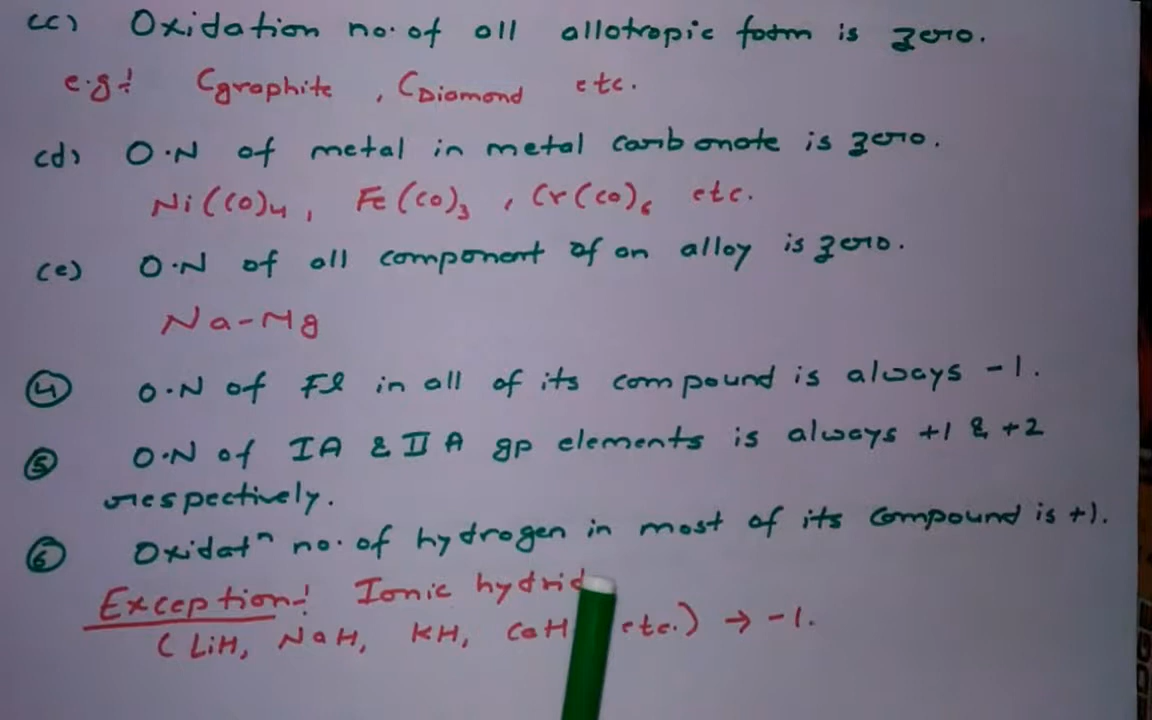 (c) Oxidation no. of all allotropic form is zero.
e.g:- Cgraphite, CDiamond etc.
(d) O.N of metal in metal carbonate is zero.
Ni(CO)4, Fe(CO)3, Cr(CO)6 etc.
(e) O.N of all component of an alloy is zero.
Na-Mg
④ O.N of Fl in all of its compound is always -1.
⑤ O.N of IA & IIA gp elements is always +1 & +2
respectively.
⑥ Oxidatⁿ no. of hydrogen in most of its compound is +1.
Exception:- Ionic hydrid
(LiH, NaH, KH, CaH etc.) → -1.